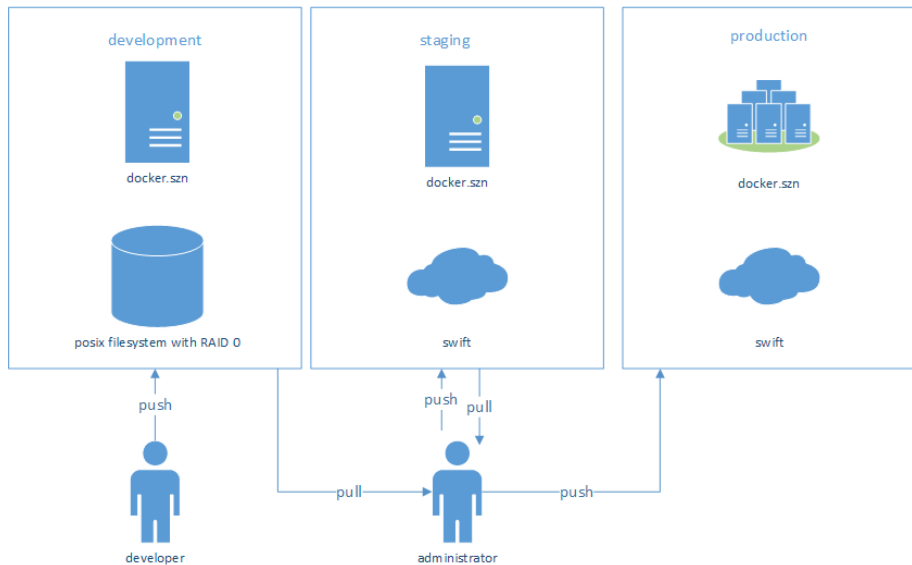 development
staging
production
docker.szn
docker.szn
docker.szn
posix filesystem with RAID 0
swift
swift
push
push
pull
pull
push
developer
administrator